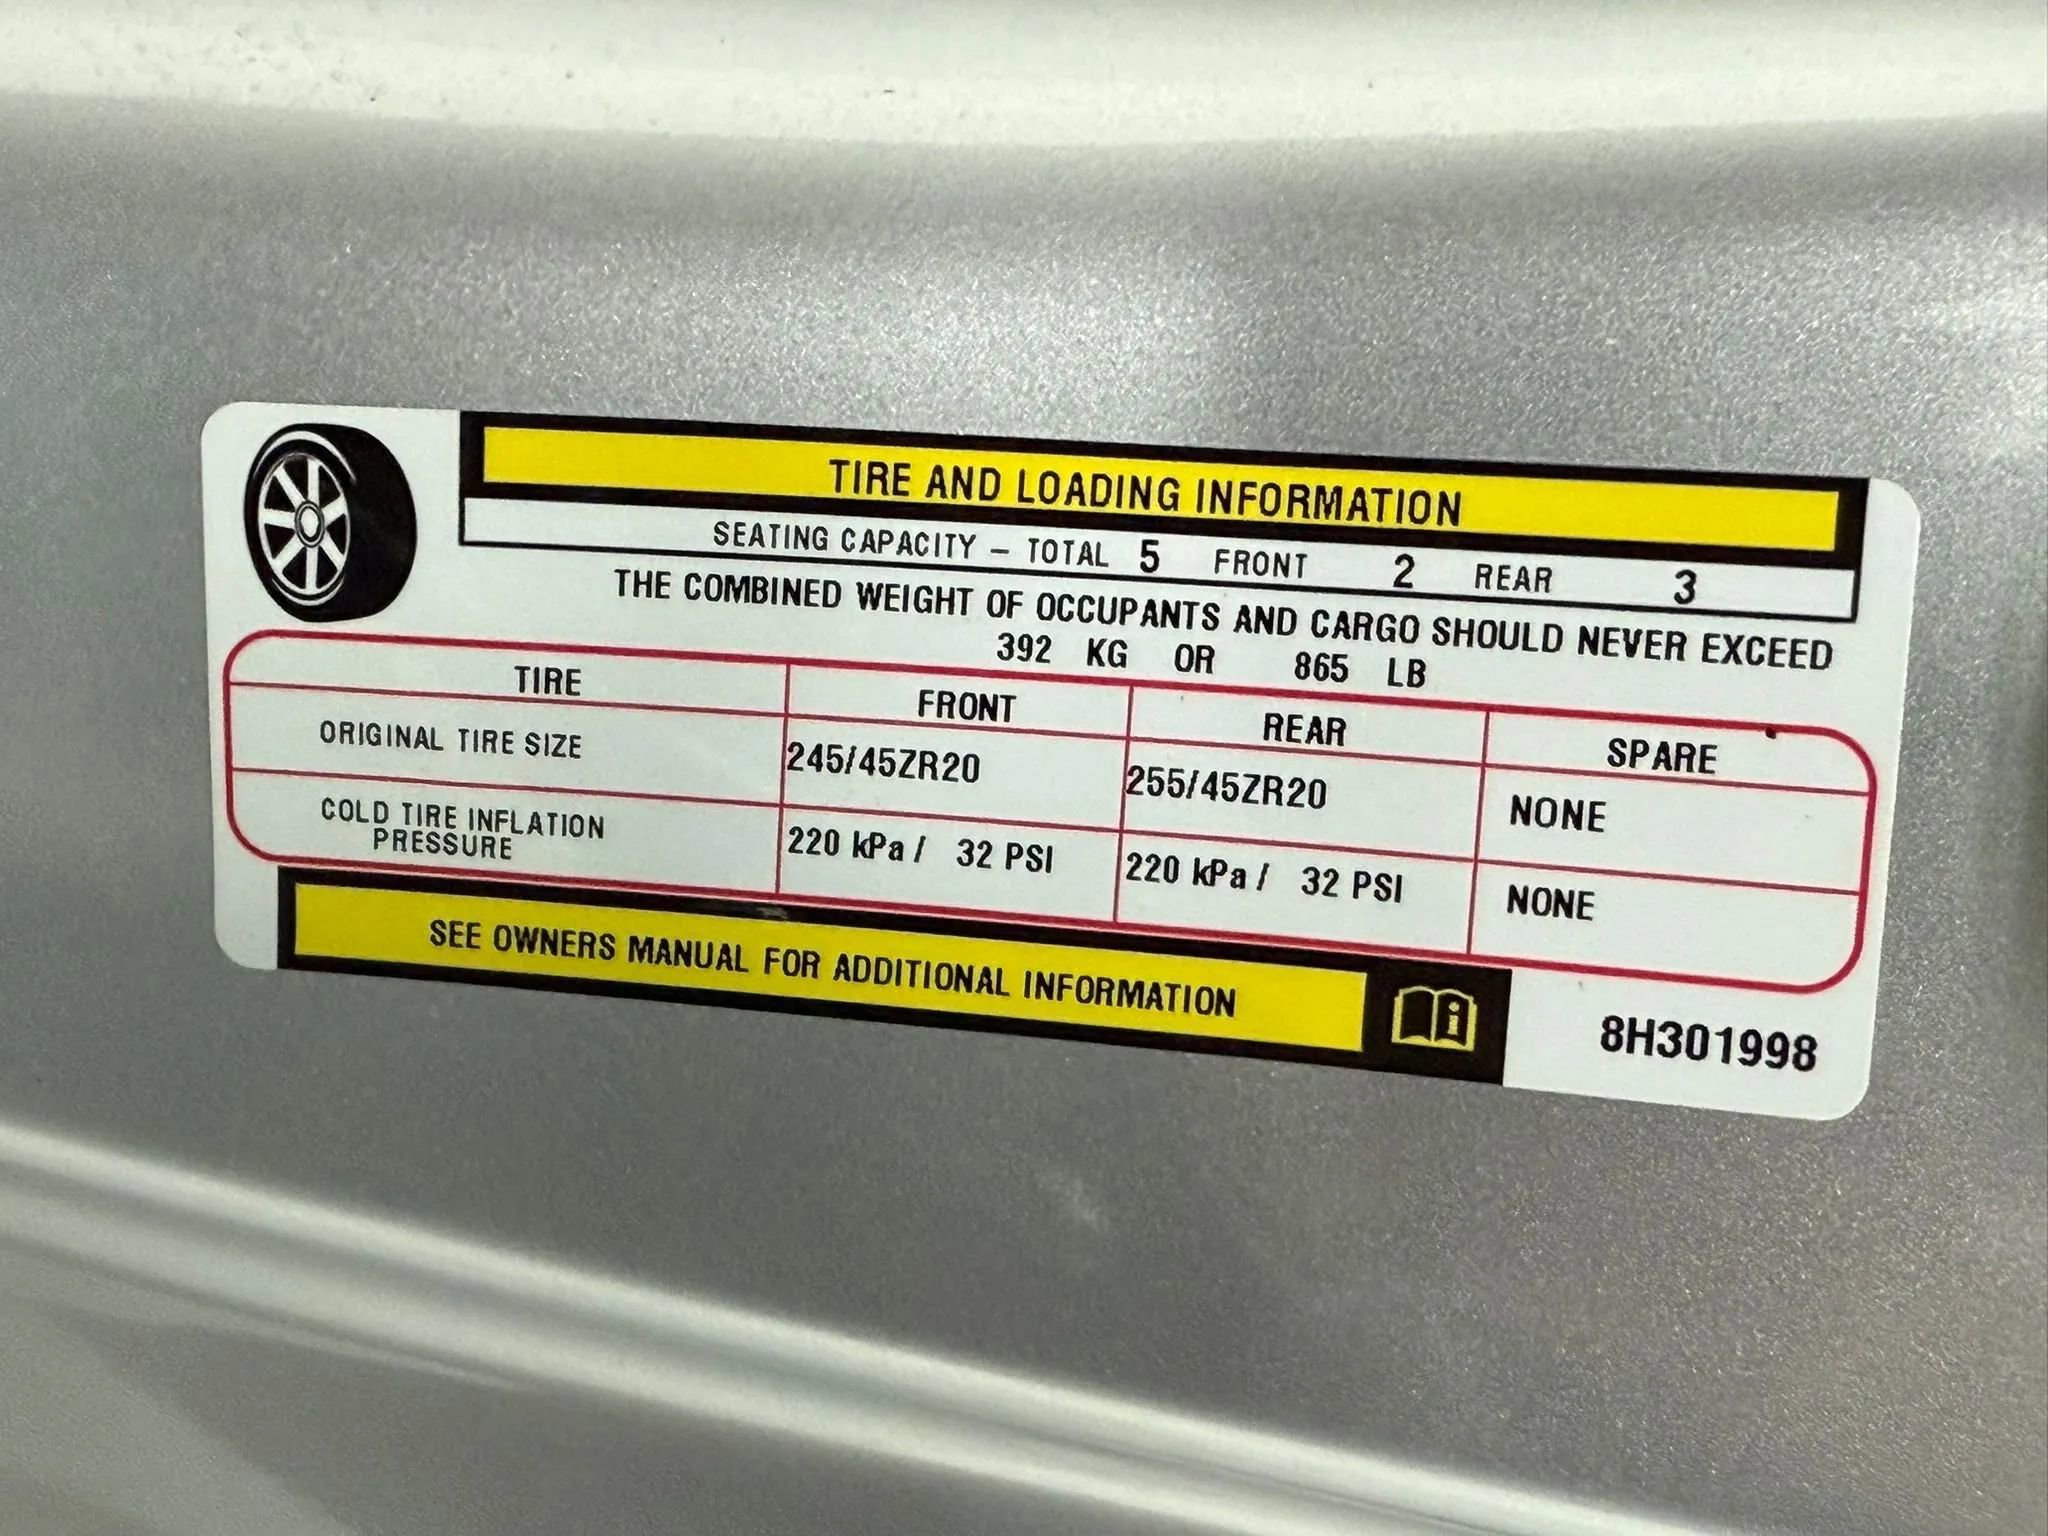 TIRE AND LOADING INFORMATION
SEATING CAPACITY – TOTAL 5 FRONT 2 REAR 3
THE COMBINED WEIGHT OF OCCUPANTS AND CARGO SHOULD NEVER EXCEED
392 KG OR 865 LB
TIRE FRONT REAR SPARE
ORIGINAL TIRE SIZE 245/45ZR20 255/45ZR20 NONE
COLD TIRE INFLATION
PRESSURE 220 kPa / 32 PSI 220 kPa / 32 PSI NONE
SEE OWNERS MANUAL FOR ADDITIONAL INFORMATION
8H301998